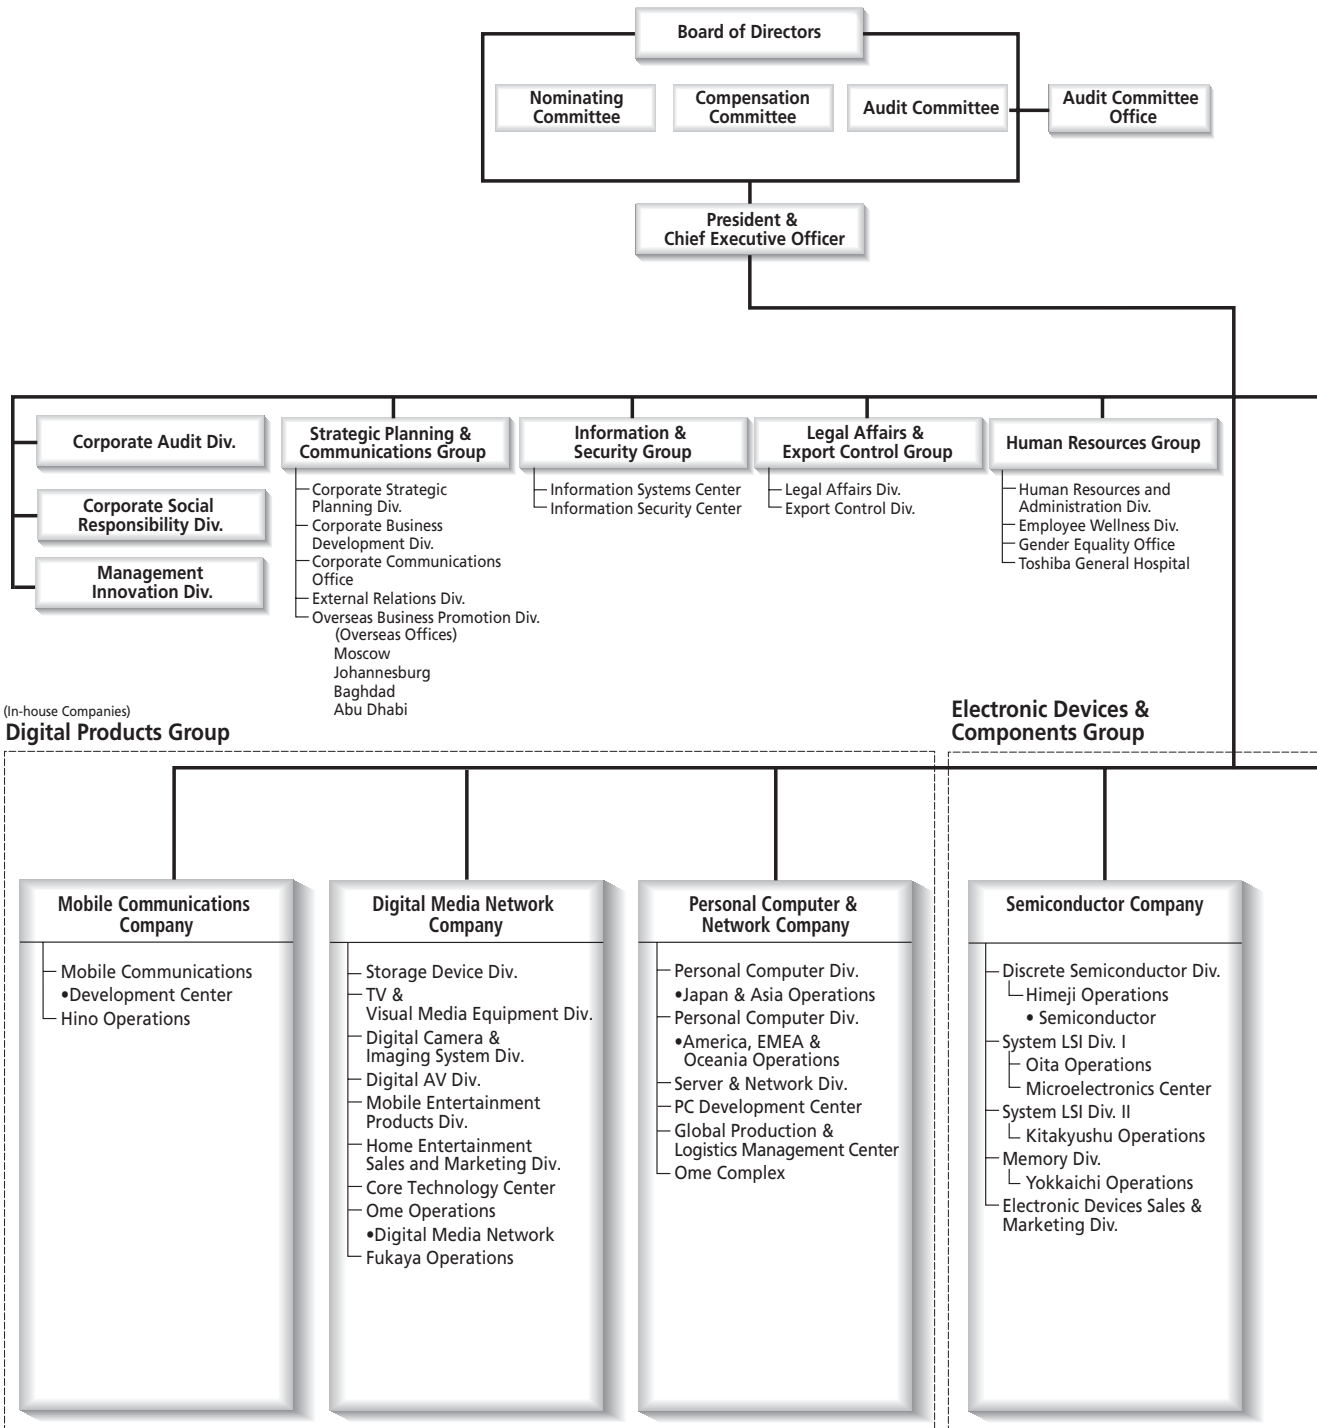 Board of Directors
Nominating
Committee
Compensation
Committee
Audit Committee
Audit Committee
Office
President &
Chief Executive Officer
Corporate Audit Div.
Corporate Social
Responsibility Div.
Management
Innovation Div.
Strategic Planning &
Communications Group
Corporate Strategic
Planning Div.
Corporate Business
Development Div.
Corporate Communications
Office
External Relations Div.
Overseas Business Promotion Div.
(Overseas Offices)
Moscow
Johannesburg
Baghdad
Abu Dhabi
Information &
Security Group
Information Systems Center
Information Security Center
Legal Affairs &
Export Control Group
Legal Affairs Div.
Export Control Div.
Human Resources Group
Human Resources and
Administration Div.
Employee Wellness Div.
Gender Equality Office
Toshiba General Hospital
(In-house Companies)
Digital Products Group
Mobile Communications
Company
Mobile Communications
•Development Center
Hino Operations
Digital Media Network
Company
Storage Device Div.
TV &
Visual Media Equipment Div.
Digital Camera &
Imaging System Div.
Digital AV Div.
Mobile Entertainment
Products Div.
Home Entertainment
Sales and Marketing Div.
Core Technology Center
Ome Operations
•Digital Media Network
Fukaya Operations
Personal Computer &
Network Company
Personal Computer Div.
•Japan & Asia Operations
Personal Computer Div.
•America, EMEA &
Oceania Operations
Server & Network Div.
PC Development Center
Global Production &
Logistics Management Center
Ome Complex
Electronic Devices &
Components Group
Semiconductor Company
Discrete Semiconductor Div.
Himeji Operations
• Semiconductor
System LSI Div. I
Oita Operations
Microelectronics Center
System LSI Div. II
Kitakyushu Operations
Memory Div.
Yokkaichi Operations
Electronic Devices Sales &
Marketing Div.